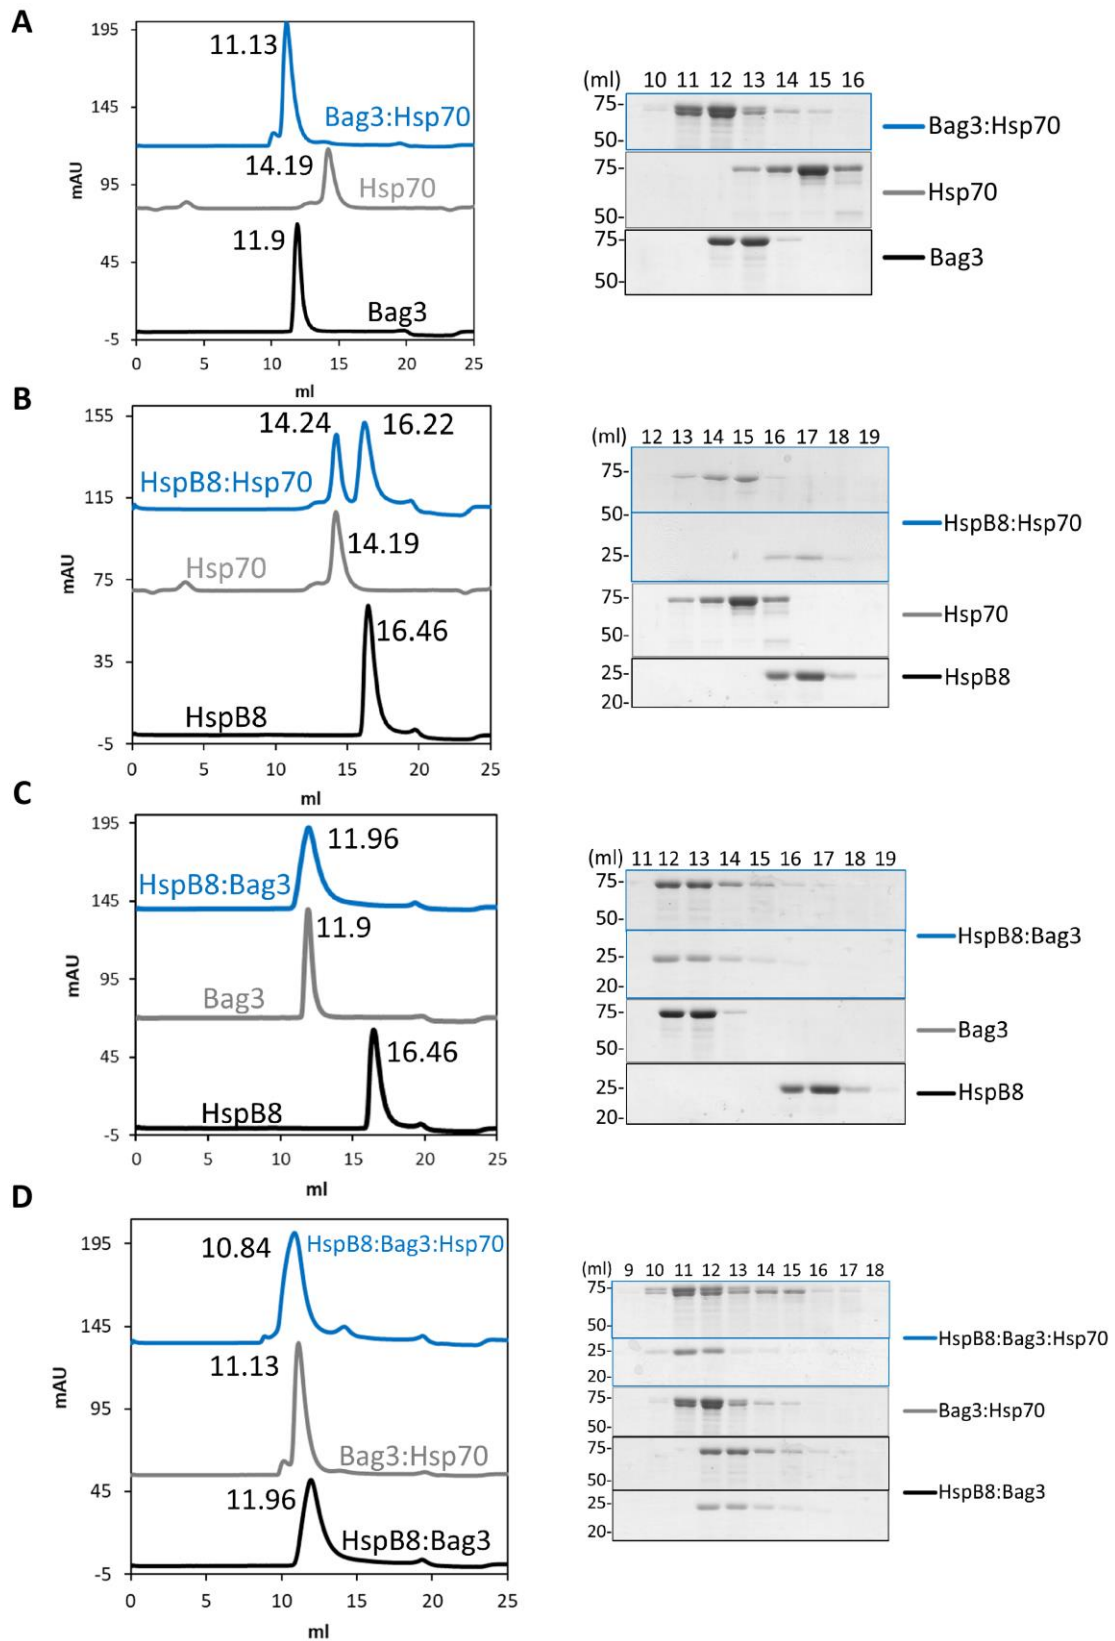 A
195
145
95
45
-5
mAU
11.13
Bag3:Hsp70
14.19
Hsp70
11.9
Bag3
0 5 10 15 20 25
ml
(ml) 10 11 12 13 14 15 16
75-
50-
75-
50-
75-
50-
Bag3:Hsp70
Hsp70
Bag3
B
155
115
75
35
-5
mAU
14.24 16.22
HspB8:Hsp70
14.19
Hsp70
16.46
HspB8
0 5 10 15 20 25
ml
(ml) 12 13 14 15 16 17 18 19
75-
50-
25-
75-
50-
25-
20-
HspB8:Hsp70
Hsp70
HspB8
C
195
145
95
45
-5
mAU
11.96
HspB8:Bag3
11.9
Bag3
16.46
HspB8
0 5 10 15 20 25
ml
(ml) 11 12 13 14 15 16 17 18 19
75-
50-
25-
20-
75-
50-
25-
20-
HspB8:Bag3
Bag3
HspB8
D
195
145
95
45
-5
mAU
10.84
HspB8:Bag3:Hsp70
11.13
Bag3:Hsp70
11.96
HspB8:Bag3
0 5 10 15 20 25
ml
(ml) 9 10 11 12 13 14 15 16 17 18
75-
50-
25-
20-
75-
50-
75-
50-
25-
20-
HspB8:Bag3:Hsp70
Bag3:Hsp70
HspB8:Bag3